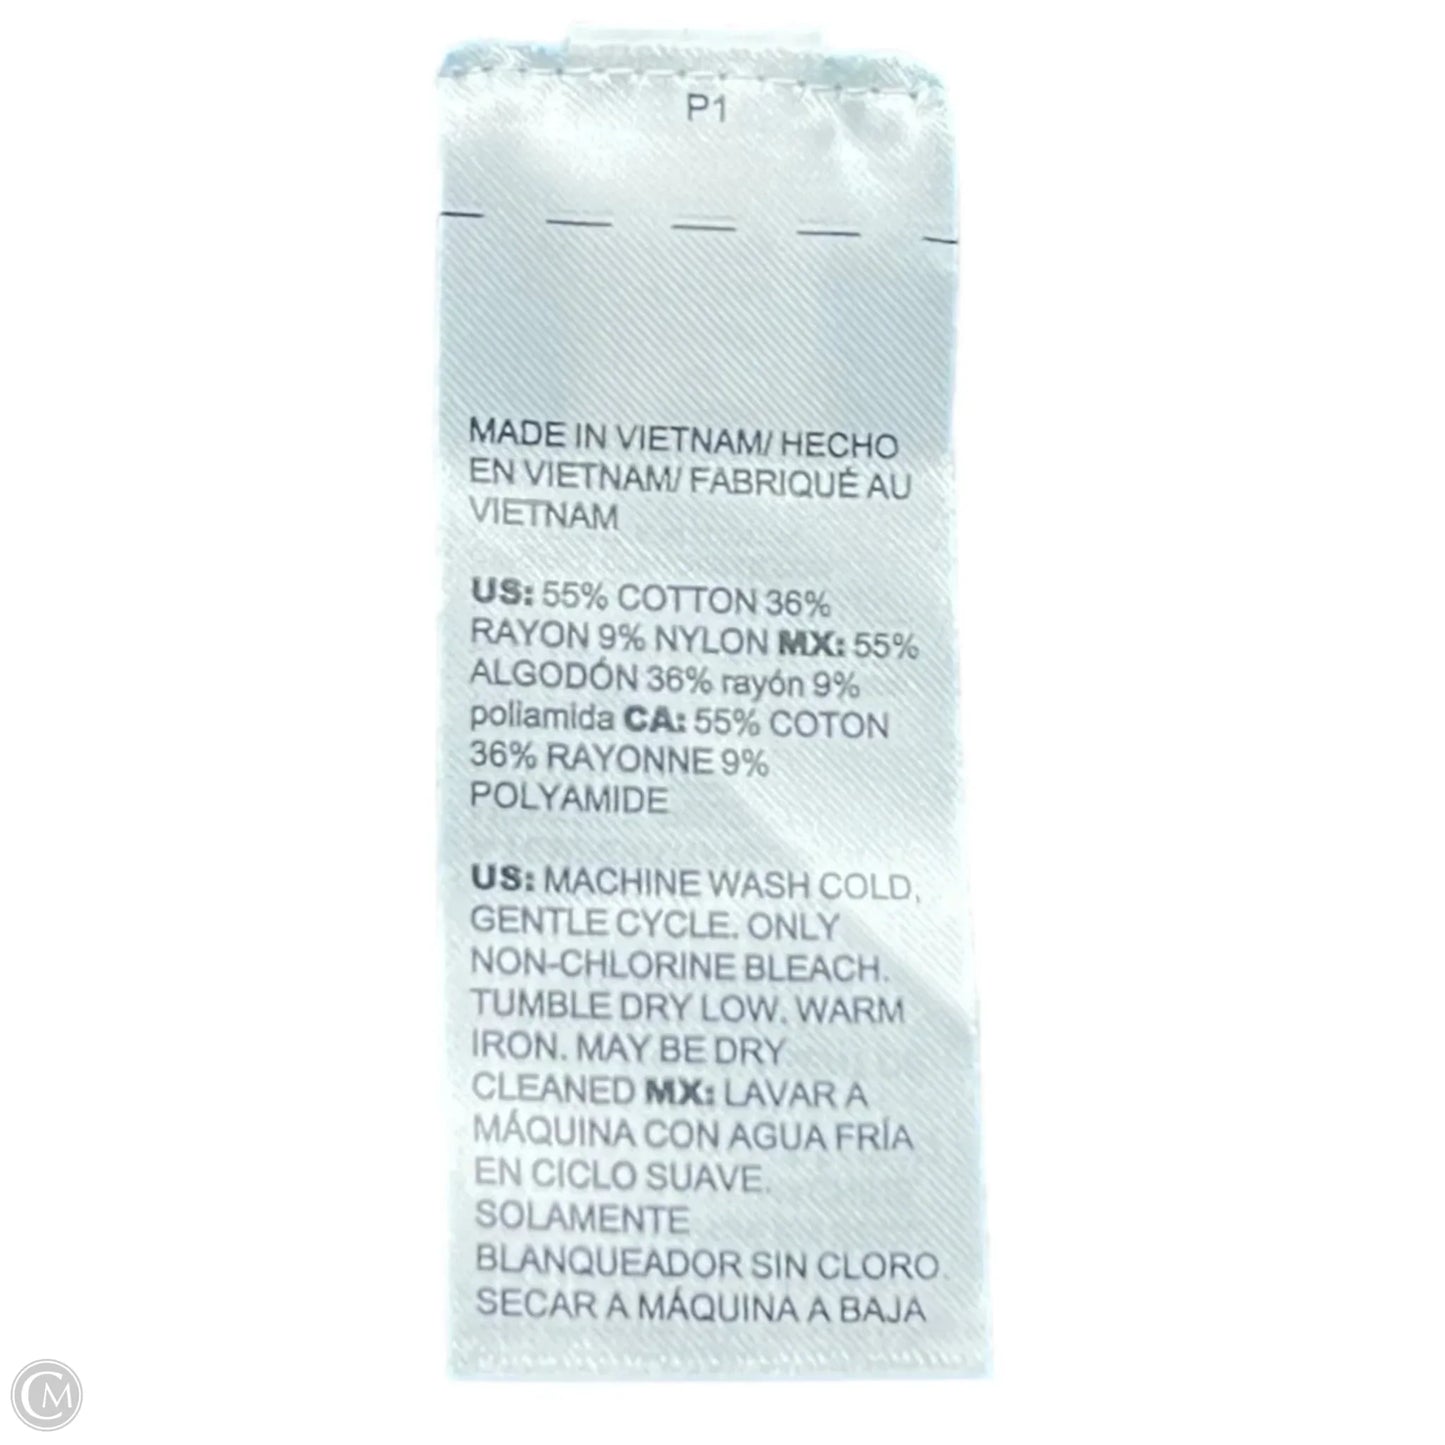 P1
MADE IN VIETNAM/ HECHO
EN VIETNAM/ FABRIQUÉ AU
VIETNAM
US: 55% COTTON 36%
RAYON 9% NYLON MX: 55%
ALGODÓN 36% rayón 9%
poliamida CA: 55% COTON
36% RAYONNE 9%
POLYAMIDE
US: MACHINE WASH COLD,
GENTLE CYCLE. ONLY
NON-CHLORINE BLEACH.
TUMBLE DRY LOW. WARM
IRON. MAY BE DRY
CLEANED MX: LAVAR A
MÁQUINA CON AGUA FRÍA
EN CICLO SUAVE.
SOLAMENTE
BLANQUEADOR SIN CLORO.
SECAR A MÁQUINA A BAJA
CM